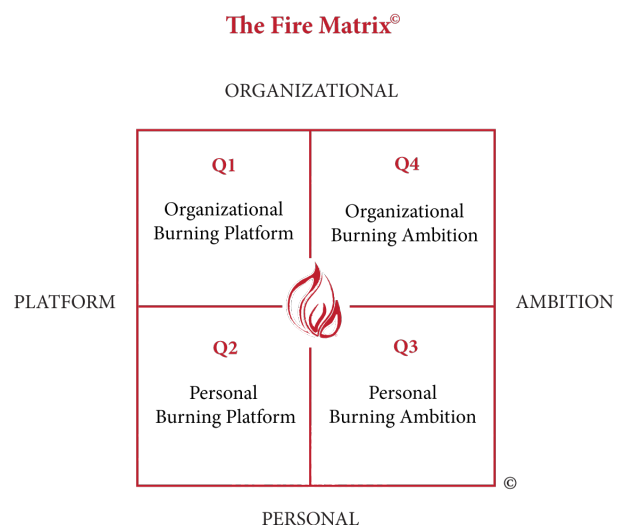 The Fire Matrix©
ORGANIZATIONAL
Q1
Organizational
Burning Platform
Q4
Organizational
Burning Ambition
PLATFORM
AMBITION
Q2
Personal
Burning Platform
Q3
Personal
Burning Ambition
©
PERSONAL